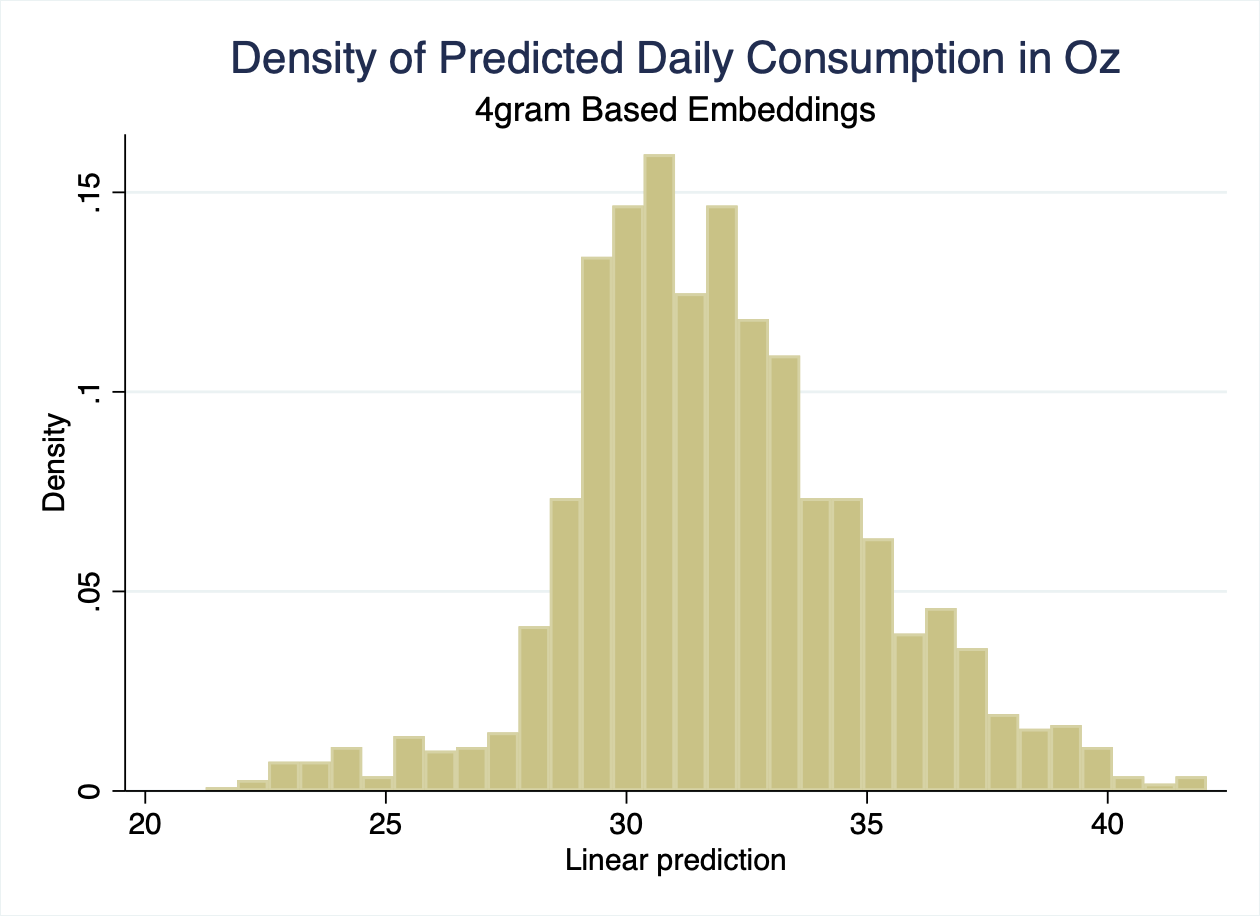 Density of Predicted Daily Consumption in Oz
4gram Based Embeddings
Density
.15
.1
.05
0
20 25 30 35 40
Linear prediction